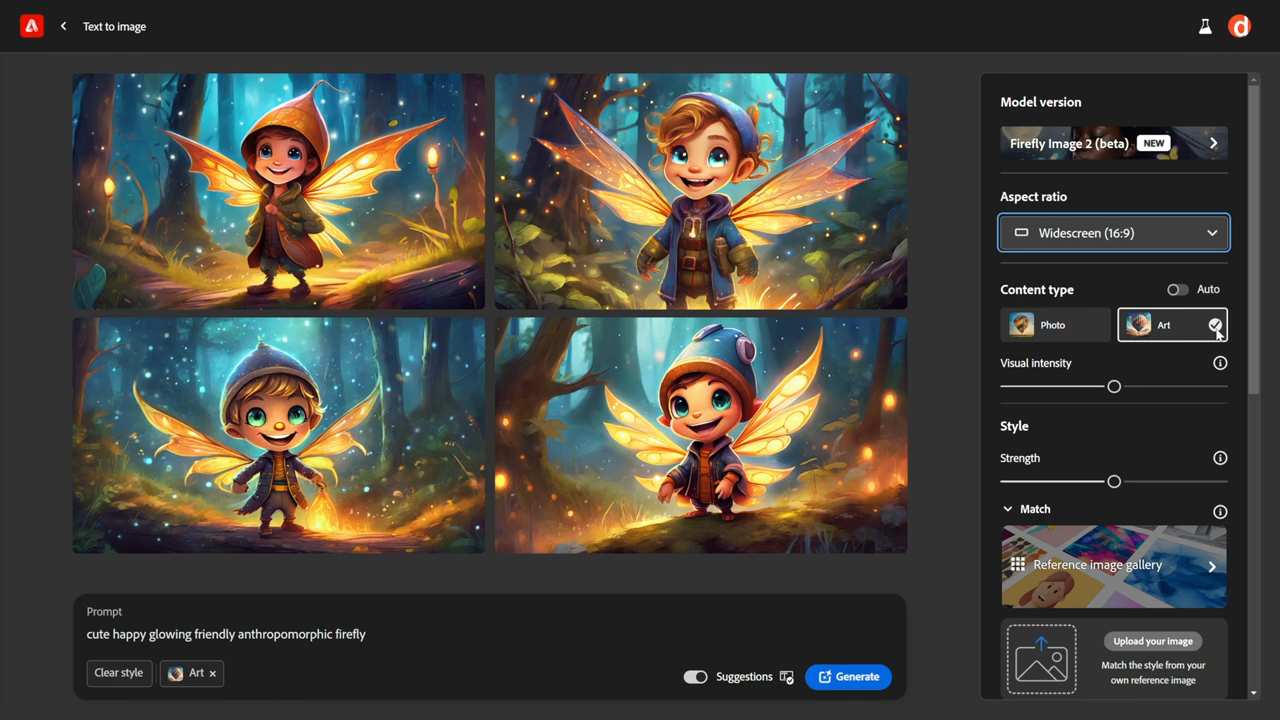 Text to image
Model version
Firefly Image 2 (beta) NEW
Aspect ratio
Widescreen (16:9)
Content type Auto
Photo Art
Visual intensity
Style
Strength
Match
Reference image gallery
Upload your image
Match the style from your
own reference image
Prompt
cute happy glowing friendly anthropomorphic firefly
Clear style Art
Suggestions Generate